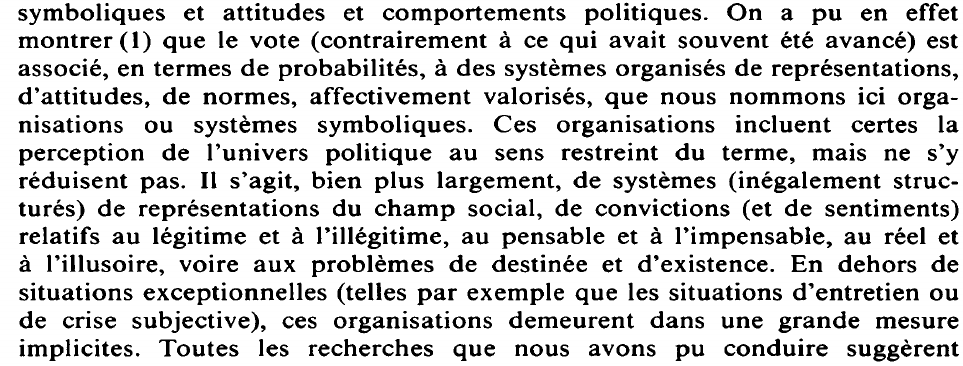 symboliques et attitudes et comportements politiques. On a pu en effet
montrer (1) que le vote (contrairement à ce qui avait souvent été avancé) est
associé, en termes de probabilités, à des systèmes organisés de représentations,
d'attitudes, de normes, affectivement valorisés, que nous nommons ici orga-
nisations ou systèmes symboliques. Ces organisations incluent certes la
perception de l'univers politique au sens restreint du terme, mais ne s'y
réduisent pas. Il s'agit, bien plus largement, de systèmes (inégalement struc-
turés) de représentations du champ social, de convictions (et de sentiments)
relatifs au légitime et à l'illégitime, au pensable et à l'impensable, au réel et
à l'illusoire, voire aux problèmes de destinée et d'existence. En dehors de
situations exceptionnelles (telles par exemple que les situations d'entretien ou
de crise subjective), ces organisations demeurent dans une grande mesure
implicites. Toutes les recherches que nous avons pu conduire suggèrent